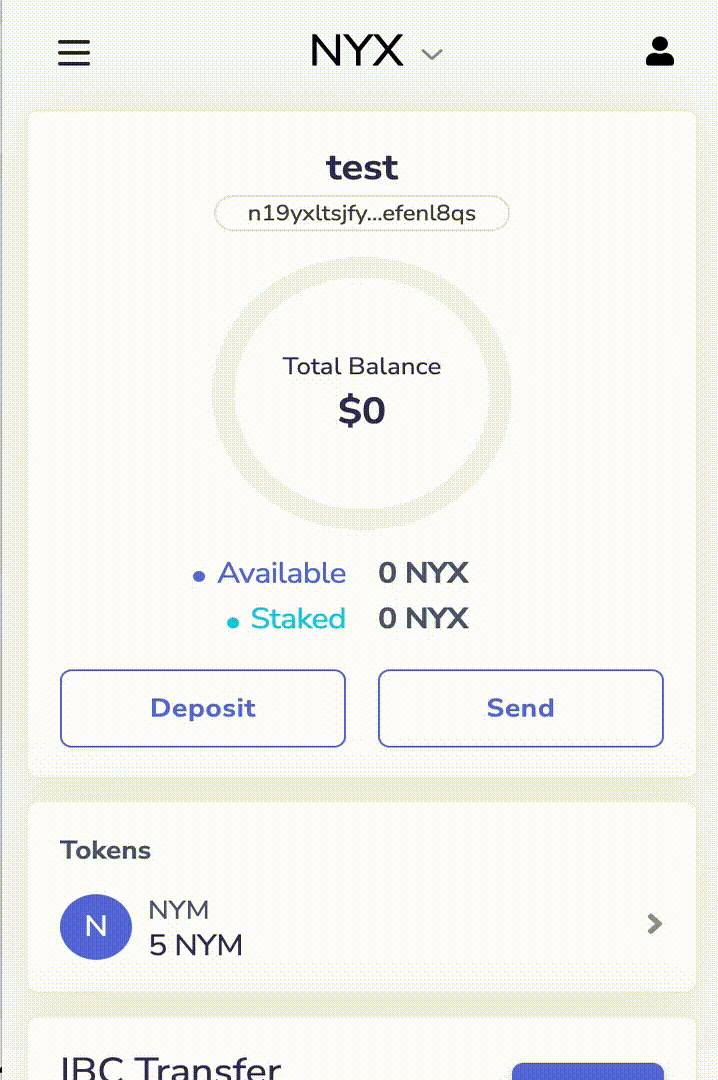 NYX
test
n19yxltsjfy...efenl8qs
Total Balance
$0
Available 0 NYX
Staked 0 NYX
Deposit Send
Tokens
N
NYM
5 NYM
IBC Transfer